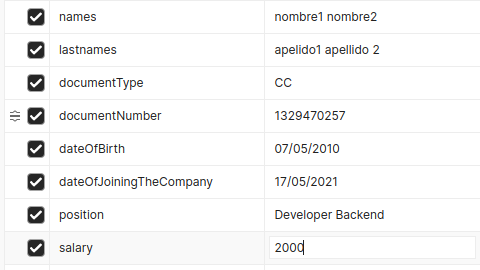 names nombre1 nombre2
lastnames apelido1 apellido 2
documentType CC
documentNumber 1329470257
dateOfBirth 07/05/2010
dateOfJoiningTheCompany 17/05/2021
position Developer Backend
salary 2000